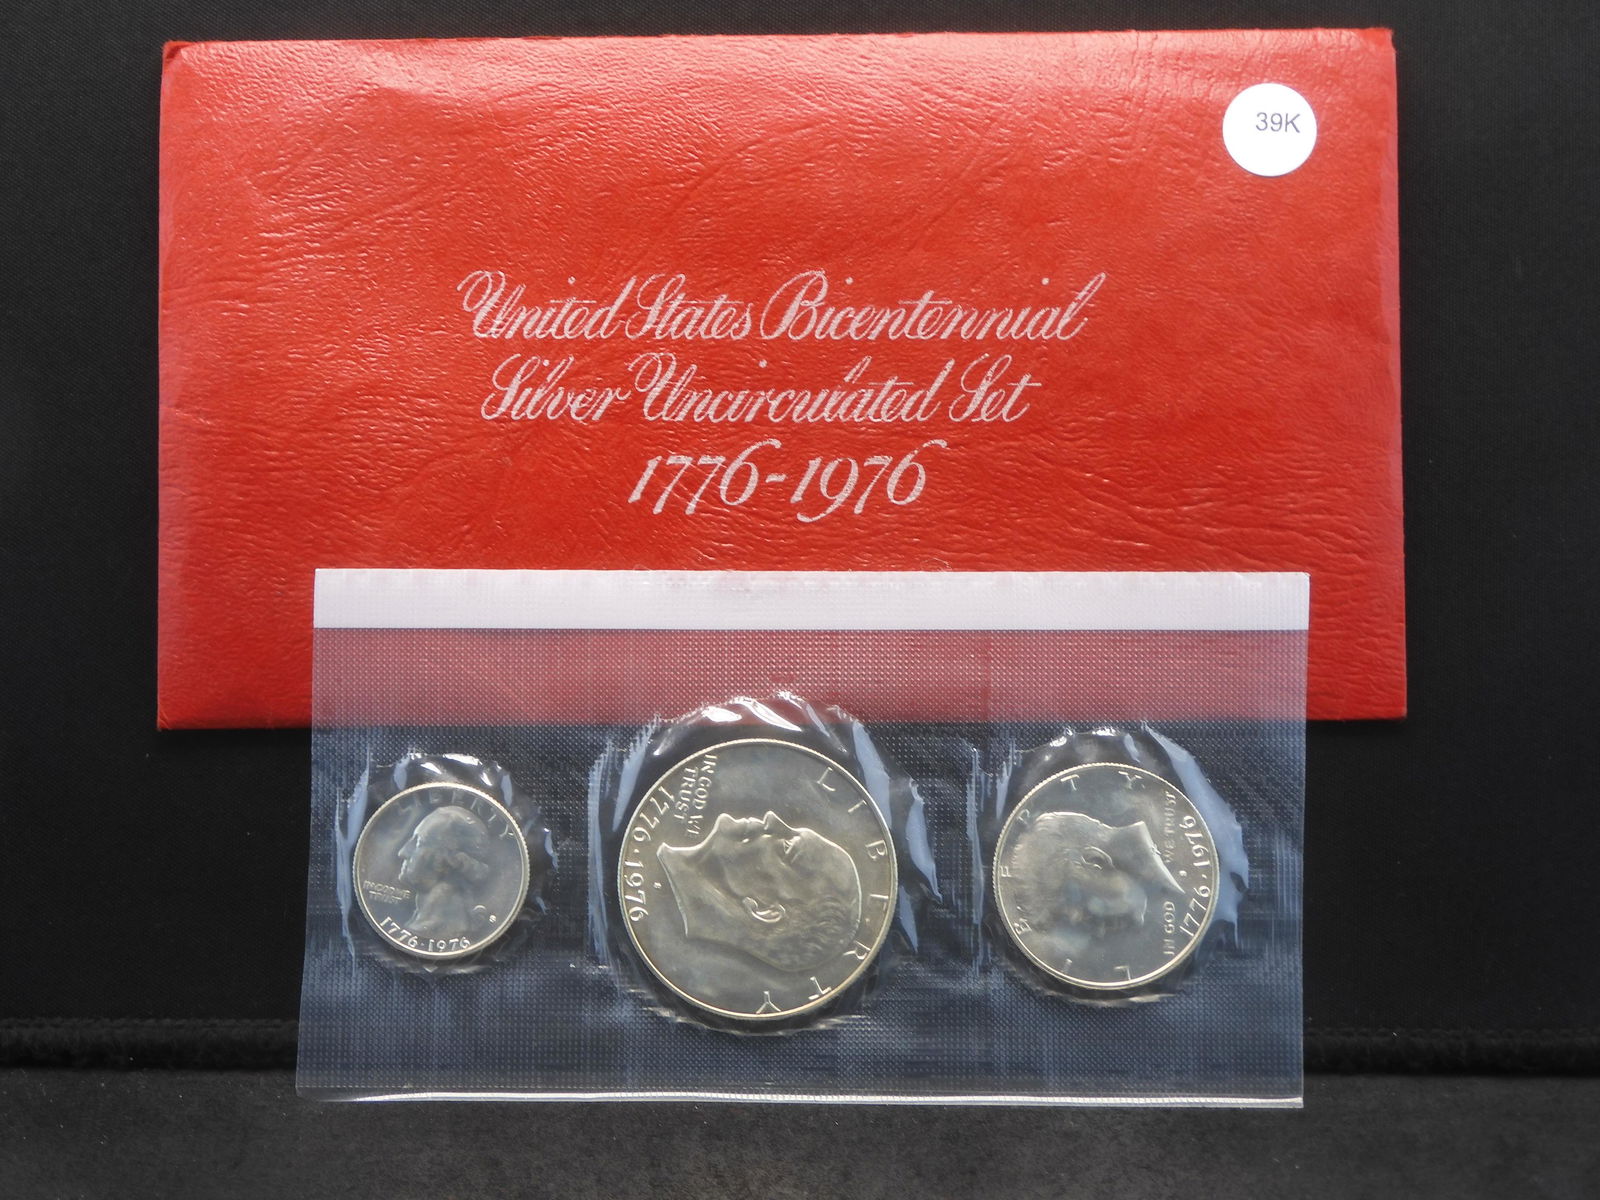 39K
United States Bicentennial
Silver Uncirculated Set
1776-1976
LIBERTY
IN GOD WE
TRUST
S
1776·1976
LIBERTY
IN GOD WE
TRUST
1776·1976
S
LIBERTY
IN GOD WE TRUST
S
1776·1976